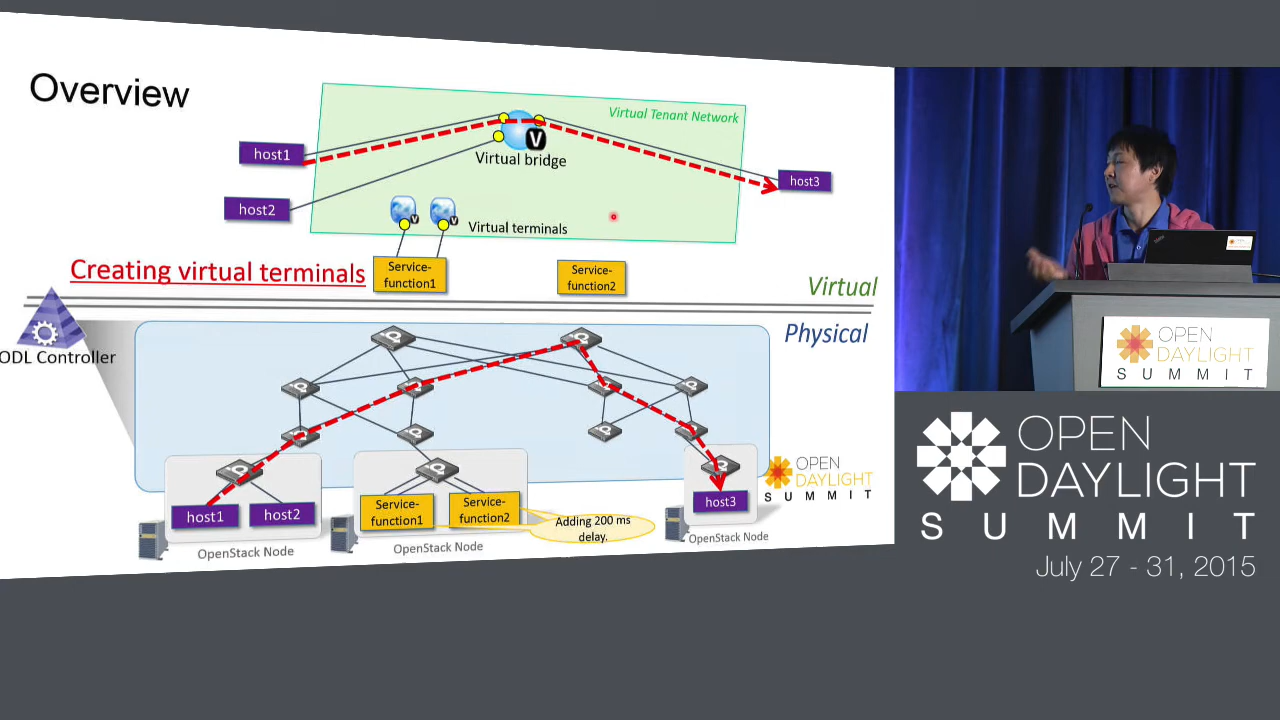 Overview
Virtual Tenant Network
host1
Virtual bridge
V
host3
host2
V
V
Virtual terminals
Creating virtual terminals
Service-
function1
Service-
function2
Virtual
Physical
ODL Controller
host1
host2
OpenStack Node
Service-
function1
Service-
function2
OpenStack Node
Adding 200 ms
delay.
host3
OpenStack Node
OPEN
DAYLIGHT
SUMMIT
OPEN
DAYLIGHT
SUMMIT
OPEN
DAYLIGHT
SUMMIT
July 27 - 31, 2015